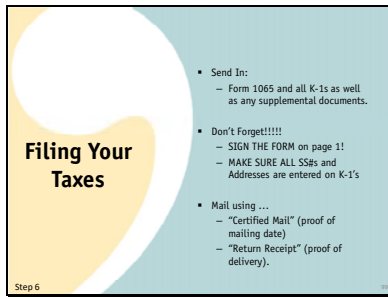 Filing Your
Taxes
▪ Send In:
– Form 1065 and all K-1s as well
as any supplemental documents.
▪ Don't Forget!!!!!
– SIGN THE FORM on page 1!
– MAKE SURE ALL SS#s and
Addresses are entered on K-1's
▪ Mail using ...
– “Certified Mail” (proof of
mailing date)
– “Return Receipt” (proof of
delivery).
Step 6